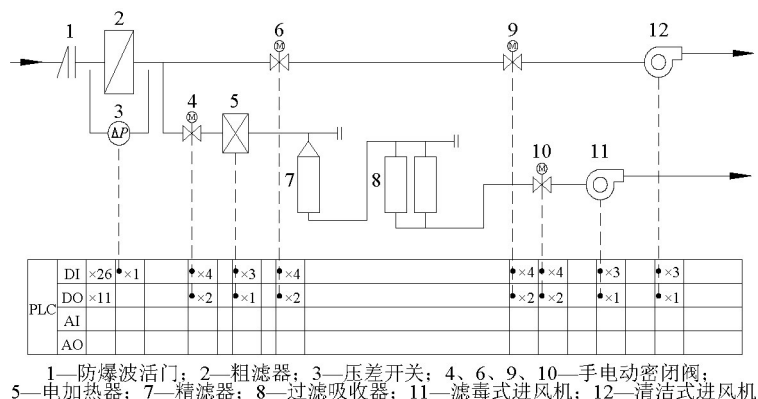 1 2 6 9 12
M M
3 4 5
ΔP M
7 8 10 11
M
DI ×26 ×1 ×4 ×3 ×4 ×4 ×4 ×3 ×3
PLC DO ×11 ×2 ×1 ×2 ×2 ×2 ×1 ×1
AI
AO
1—防爆波活门；2—粗滤器；3—压差开关；4、6、9、10—手电动密闭阀；
5—电加热器；7—精滤器；8—过滤吸收器；11—滤毒式进风机；12—清洁式进风机